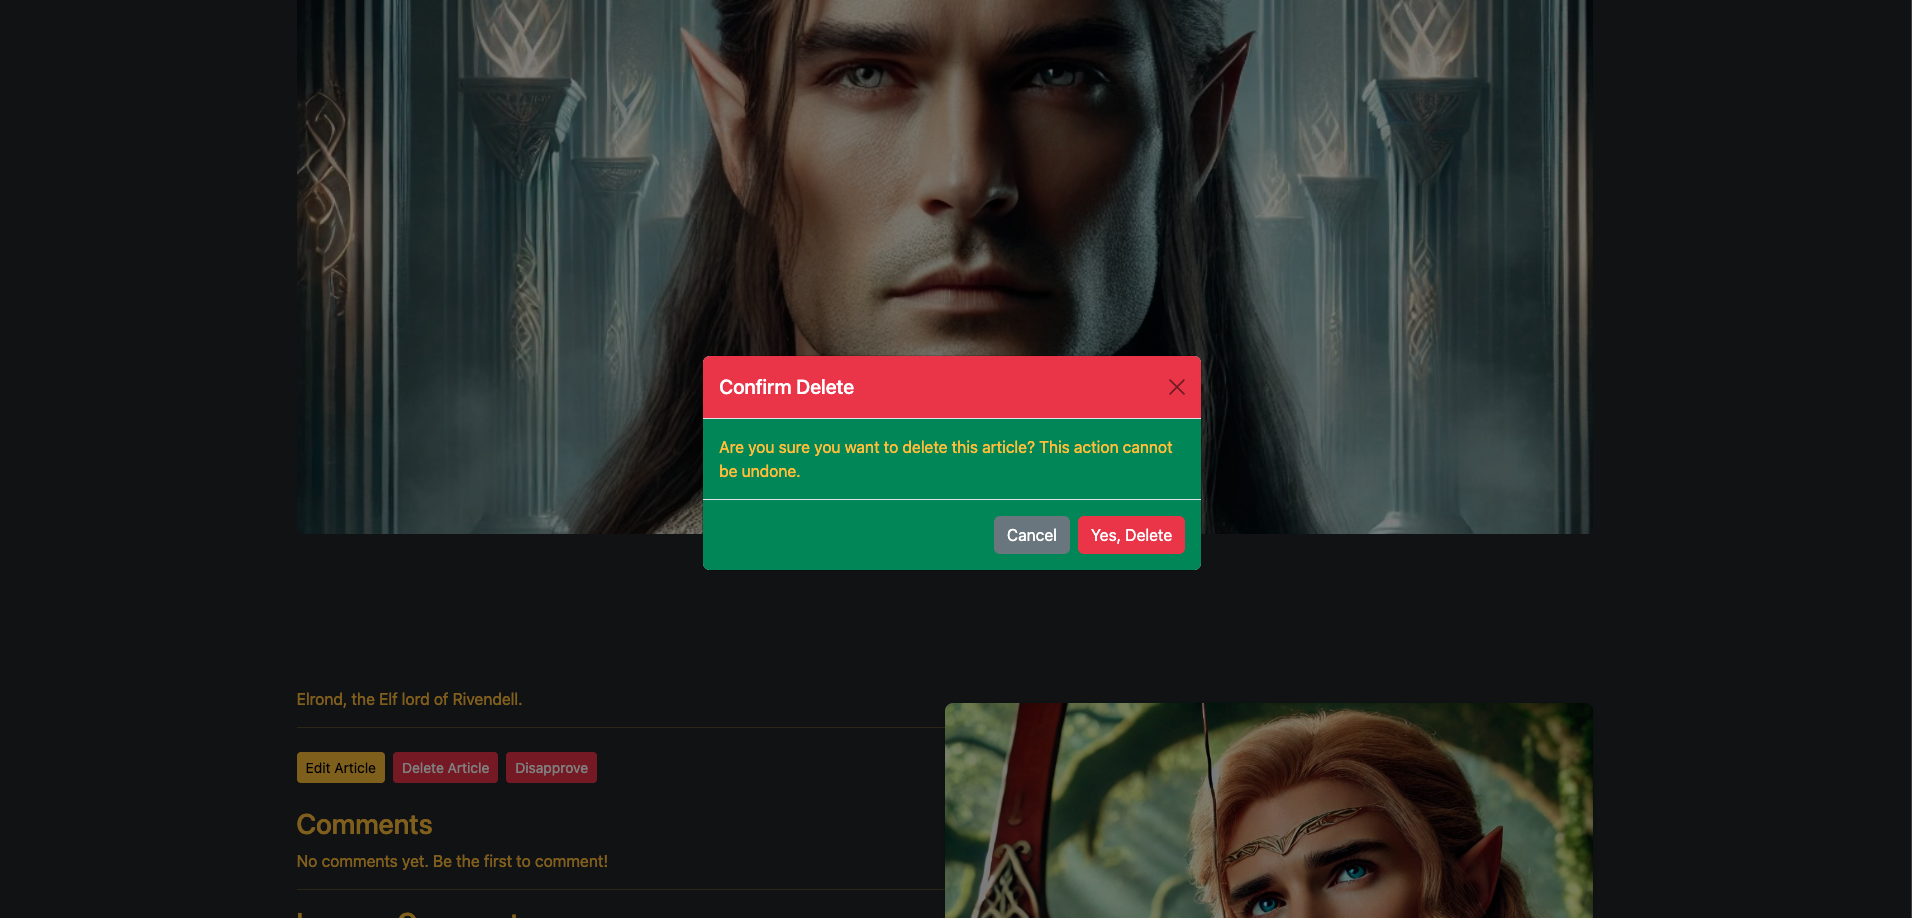 Confirm Delete
Are you sure you want to delete this article? This action cannot
be undone.
Cancel
Yes, Delete
Elrond, the Elf lord of Rivendell.
Edit Article
Delete Article
Disapprove
Comments
No comments yet. Be the first to comment!